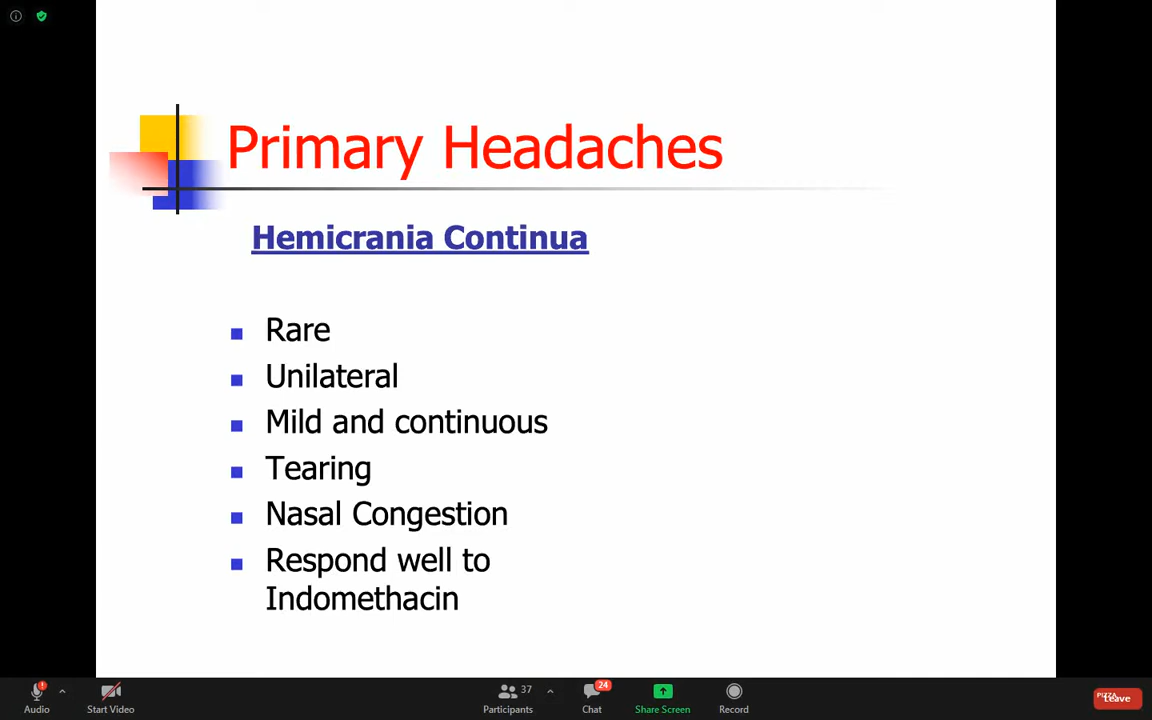 Primary Headaches
Hemicrania Continua
Rare
Unilateral
Mild and continuous
Tearing
Nasal Congestion
Respond well to
Indomethacin
37
24
Audio
Start Video
Participants
Chat
Share Screen
Record
PIZZA
Leave